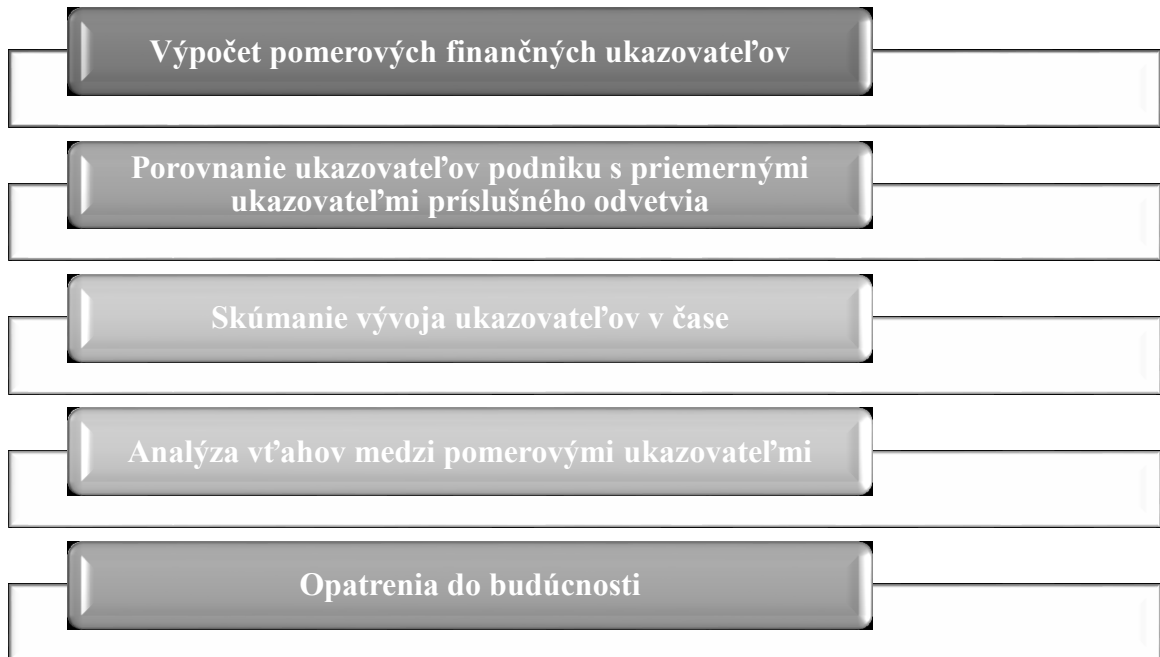 Výpočet pomerových finančných ukazovateľov
Porovnanie ukazovateľov podniku s priemernými
ukazovateľmi príslušného odvetvia
Skúmanie vývoja ukazovateľov v čase
Analýza vťahov medzi pomerovými ukazovateľmi
Opatrenia do budúcnosti